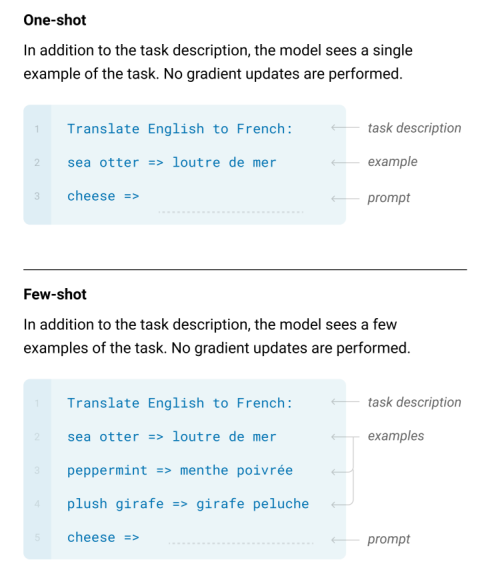 One-shot
In addition to the task description, the model sees a single
example of the task. No gradient updates are performed.
1 Translate English to French: task description
2 sea otter => loutre de mer example
3 cheese => prompt
Few-shot
In addition to the task description, the model sees a few
examples of the task. No gradient updates are performed.
1 Translate English to French: task description
2 sea otter => loutre de mer examples
3 peppermint => menthe poivrée
4 plush girafe => girafe peluche
5 cheese => prompt